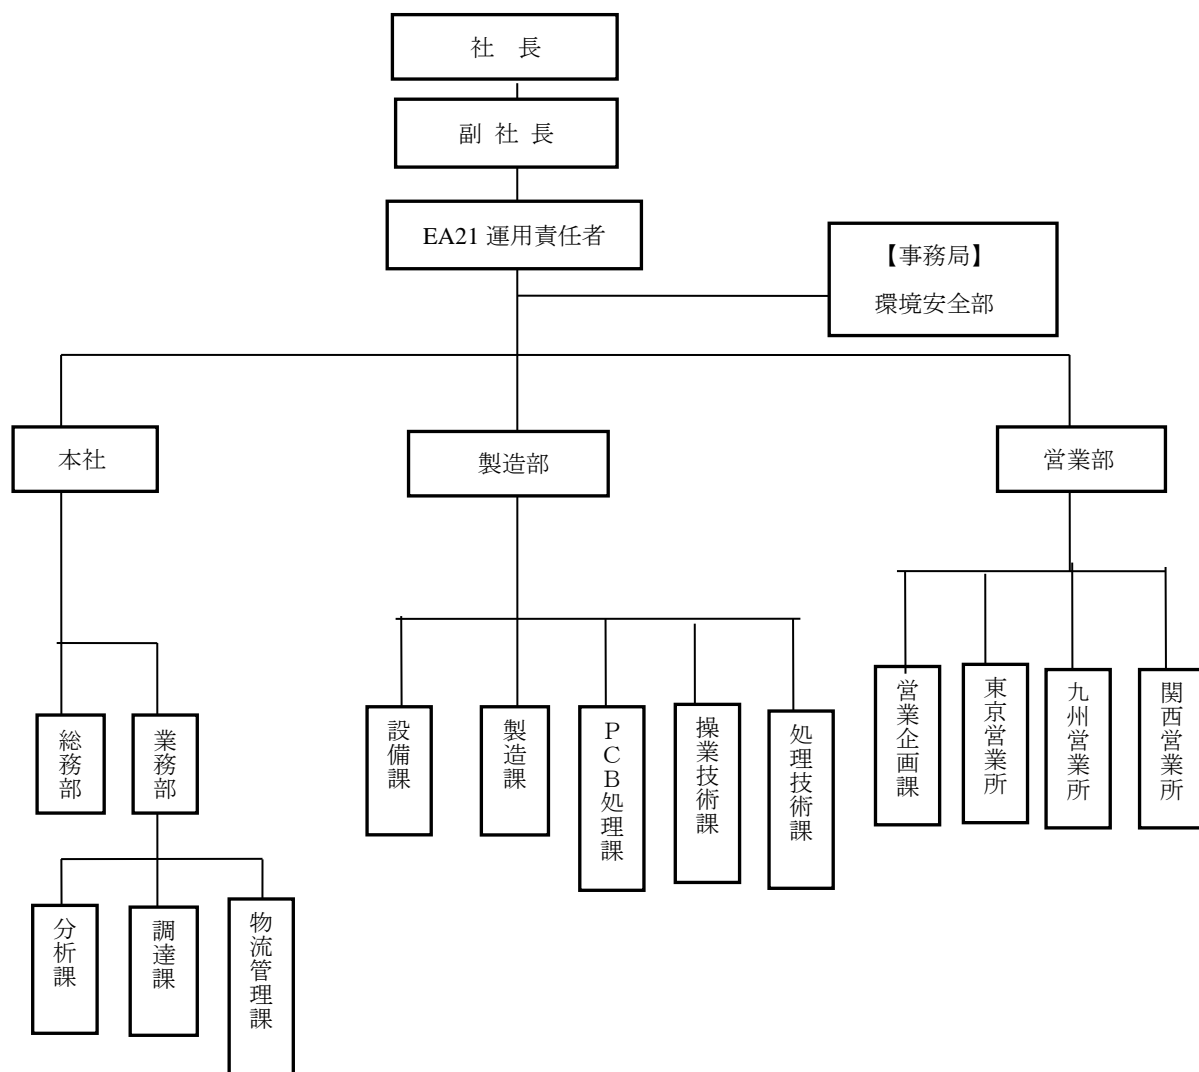 社　長
副 社 長
EA21 運用責任者
【事務局】
環境安全部
本社
製造部
営業部
総務部
業務部
分析課
調達課
物流管理課
設備課
製造課
PCB処理課
操業技術課
処理技術課
営業企画課
東京営業所
九州営業所
関西営業所